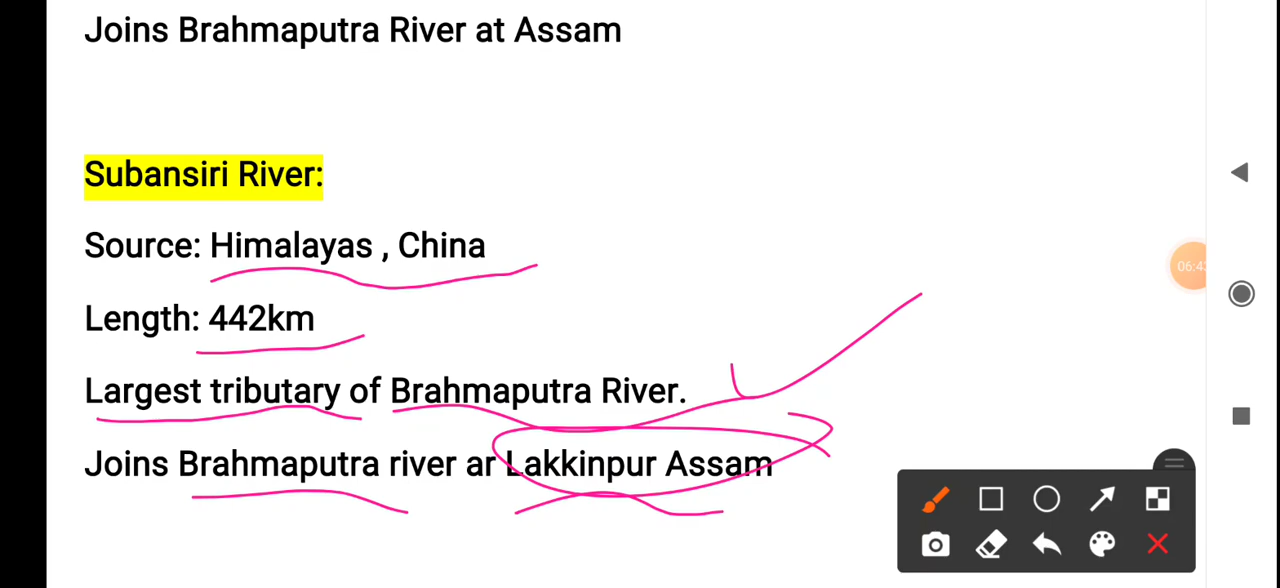 Joins Brahmaputra River at Assam
Subansiri River:
Source: Himalayas , China
Length: 442km
Largest tributary of Brahmaputra River.
Joins Brahmaputra river ar Lakkinpur Assam